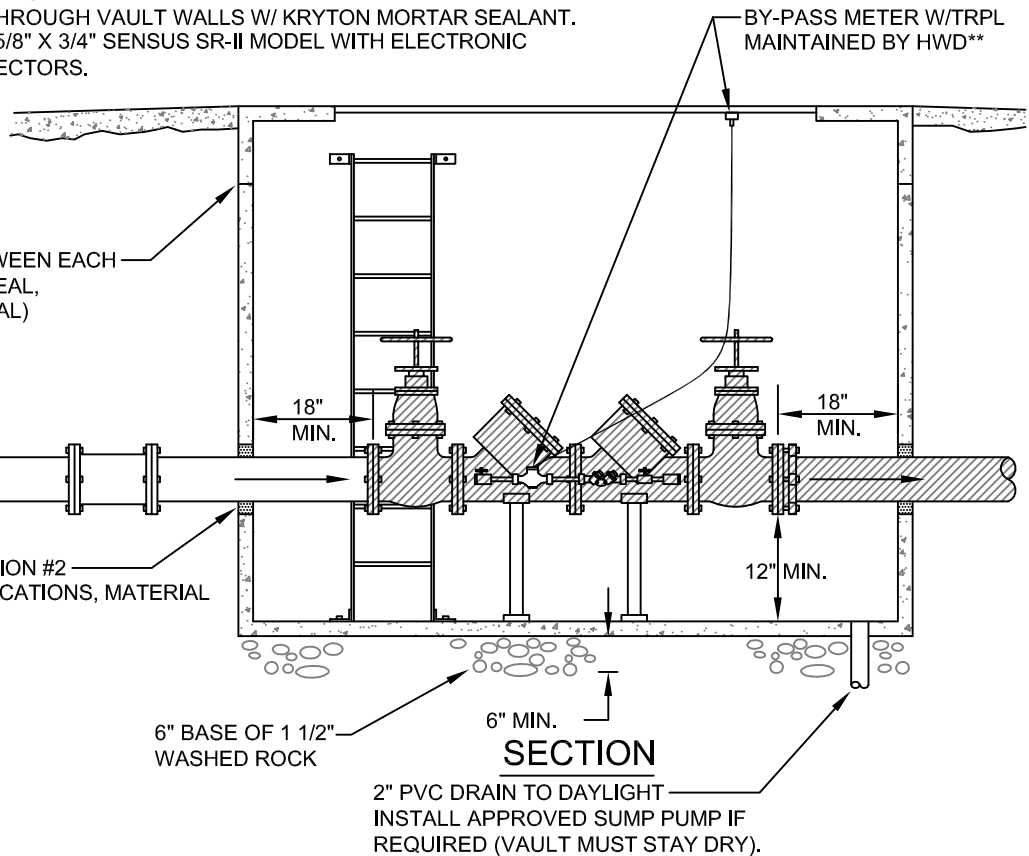 HROUGH VAULT WALLS W/ KRYTON MORTAR SEALANT.
5/8" X 3/4" SENSUS SR-II MODEL WITH ELECTRONIC
ECTORS.
BY-PASS METER W/TRPL
MAINTAINED BY HWD**
WEEN EACH
EAL,
AL)
18"
MIN.
18"
MIN.
ION #2
CATIONS, MATERIAL
12" MIN.
6" BASE OF 1 1/2"
WASHED ROCK
6" MIN.
SECTION
2" PVC DRAIN TO DAYLIGHT
INSTALL APPROVED SUMP PUMP IF
REQUIRED (VAULT MUST STAY DRY).